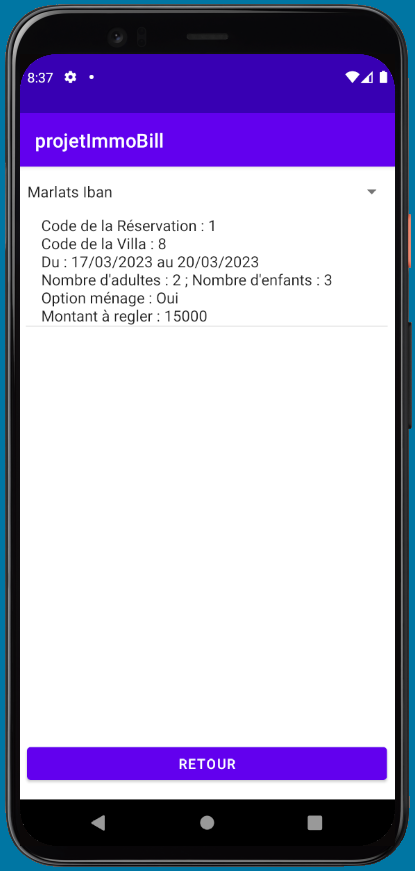 8:37
projetImmoBill
Marlats Iban
Code de la Réservation : 1
Code de la Villa : 8
Du : 17/03/2023 au 20/03/2023
Nombre d'adultes : 2 ; Nombre d'enfants : 3
Option ménage : Oui
Montant à regler : 15000
RETOUR